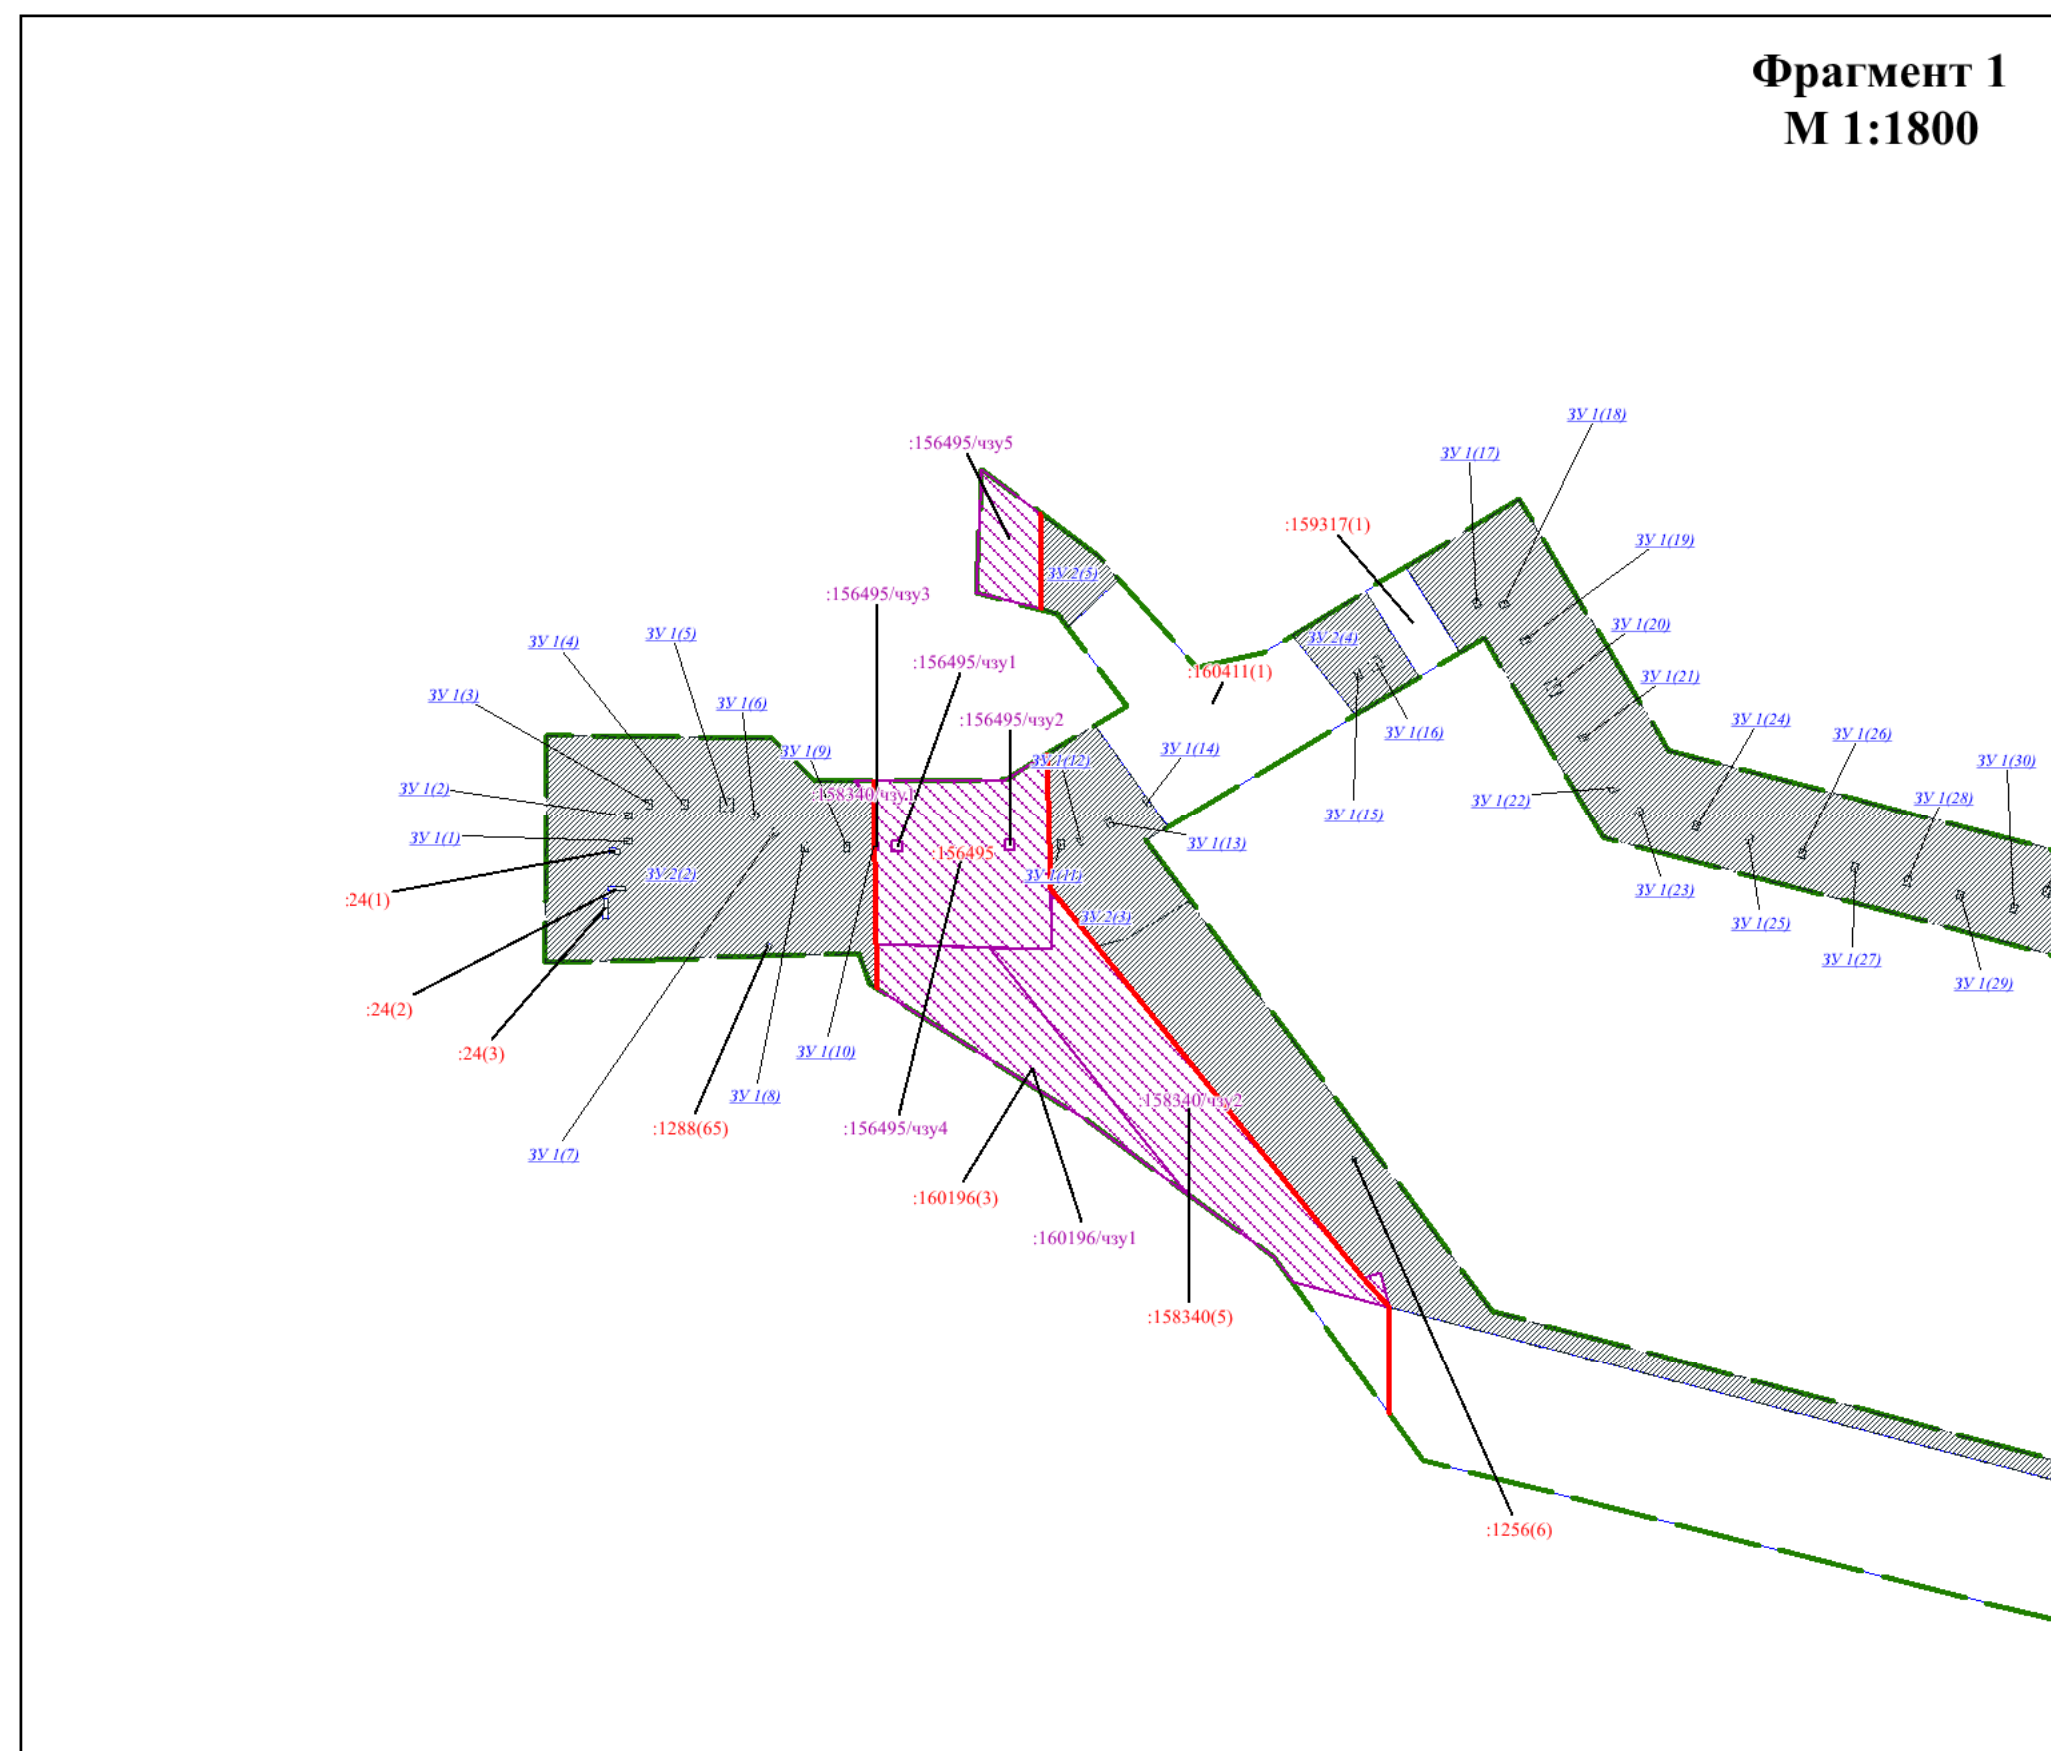 Фрагмент 1
М 1:1800
ЗУ 1(18)
:156495/чзу5
ЗУ 1(17)
:159317(1)
ЗУ 1(19)
ЗУ 2(5)
:156495/чзу3
ЗУ 1(20)
ЗУ 1(5)
ЗУ 2(4)
ЗУ 1(4)
:156495/чзу1
:160411(1)
ЗУ 1(21)
ЗУ 1(3)
ЗУ 1(6)
:156495/чзу2
ЗУ 1(24)
ЗУ 1(16)
ЗУ 1(26)
ЗУ 1(14)
ЗУ 1(9)
ЗУ 1(12)
ЗУ 1(30)
ЗУ 1(2)
:158340/чзу1
ЗУ 1(28)
ЗУ 1(22)
ЗУ 1(15)
ЗУ 1(1)
ЗУ 1(13)
:156495
ЗУ 2(2)
ЗУ 1(11)
ЗУ 1(23)
:24(1)
ЗУ 2(3)
ЗУ 1(25)
ЗУ 1(27)
ЗУ 1(29)
:24(2)
:24(3)
ЗУ 1(10)
ЗУ 1(8)
:158340/чзу2
:1288(65)
:156495/чзу4
ЗУ 1(7)
:160196(3)
:160196/чзу1
:158340(5)
:1256(6)